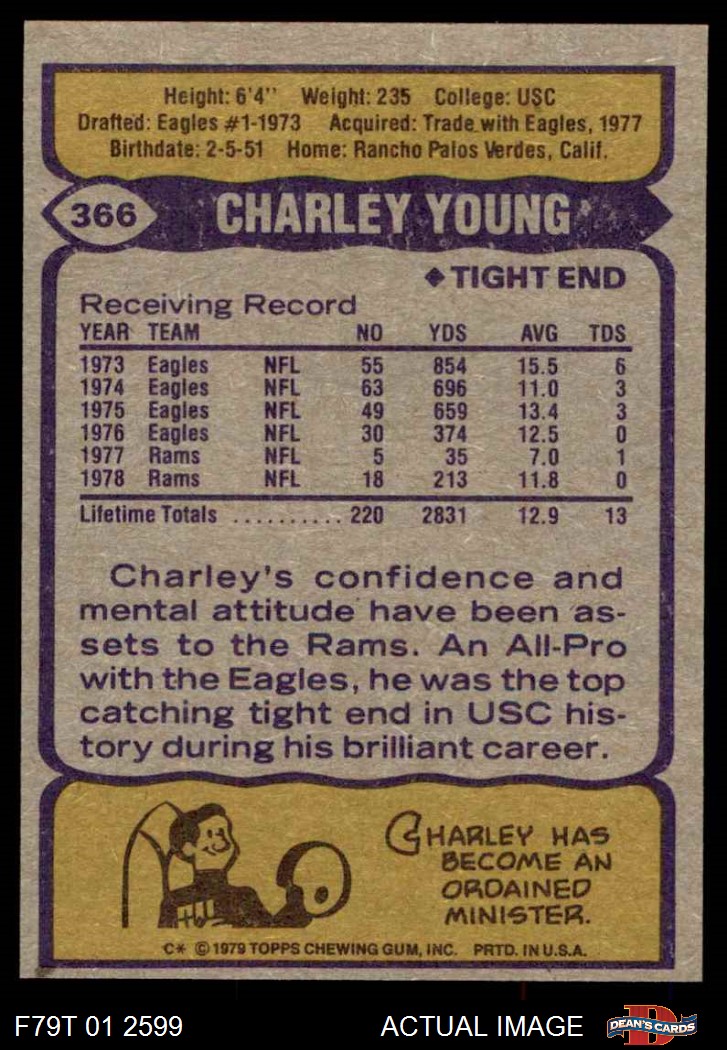 Height: 6'4'' Weight: 235 College: USC
Drafted: Eagles #1-1973 Acquired: Trade with Eagles, 1977
Birthdate: 2-5-51 Home: Rancho Palos Verdes, Calif.
366 CHARLEY YOUNG
◆TIGHT END
Receiving Record
YEAR TEAM NO YDS AVG TDS
1973 Eagles NFL 55 854 15.5 6
1974 Eagles NFL 63 696 11.0 3
1975 Eagles NFL 49 659 13.4 3
1976 Eagles NFL 30 374 12.5 0
1977 Rams NFL 5 35 7.0 1
1978 Rams NFL 18 213 11.8 0
Lifetime Totals .......... 220 2831 12.9 13
Charley's confidence and
mental attitude have been as-
sets to the Rams. An All-Pro
with the Eagles, he was the top
catching tight end in USC his-
tory during his brilliant career.
CHARLEY HAS
BECOME AN
ORDAINED
MINISTER.
C* © 1979 TOPPS CHEWING GUM, INC. PRTD. IN U.S.A.
F79T 01 2599 ACTUAL IMAGE D DEAN'S CARDS